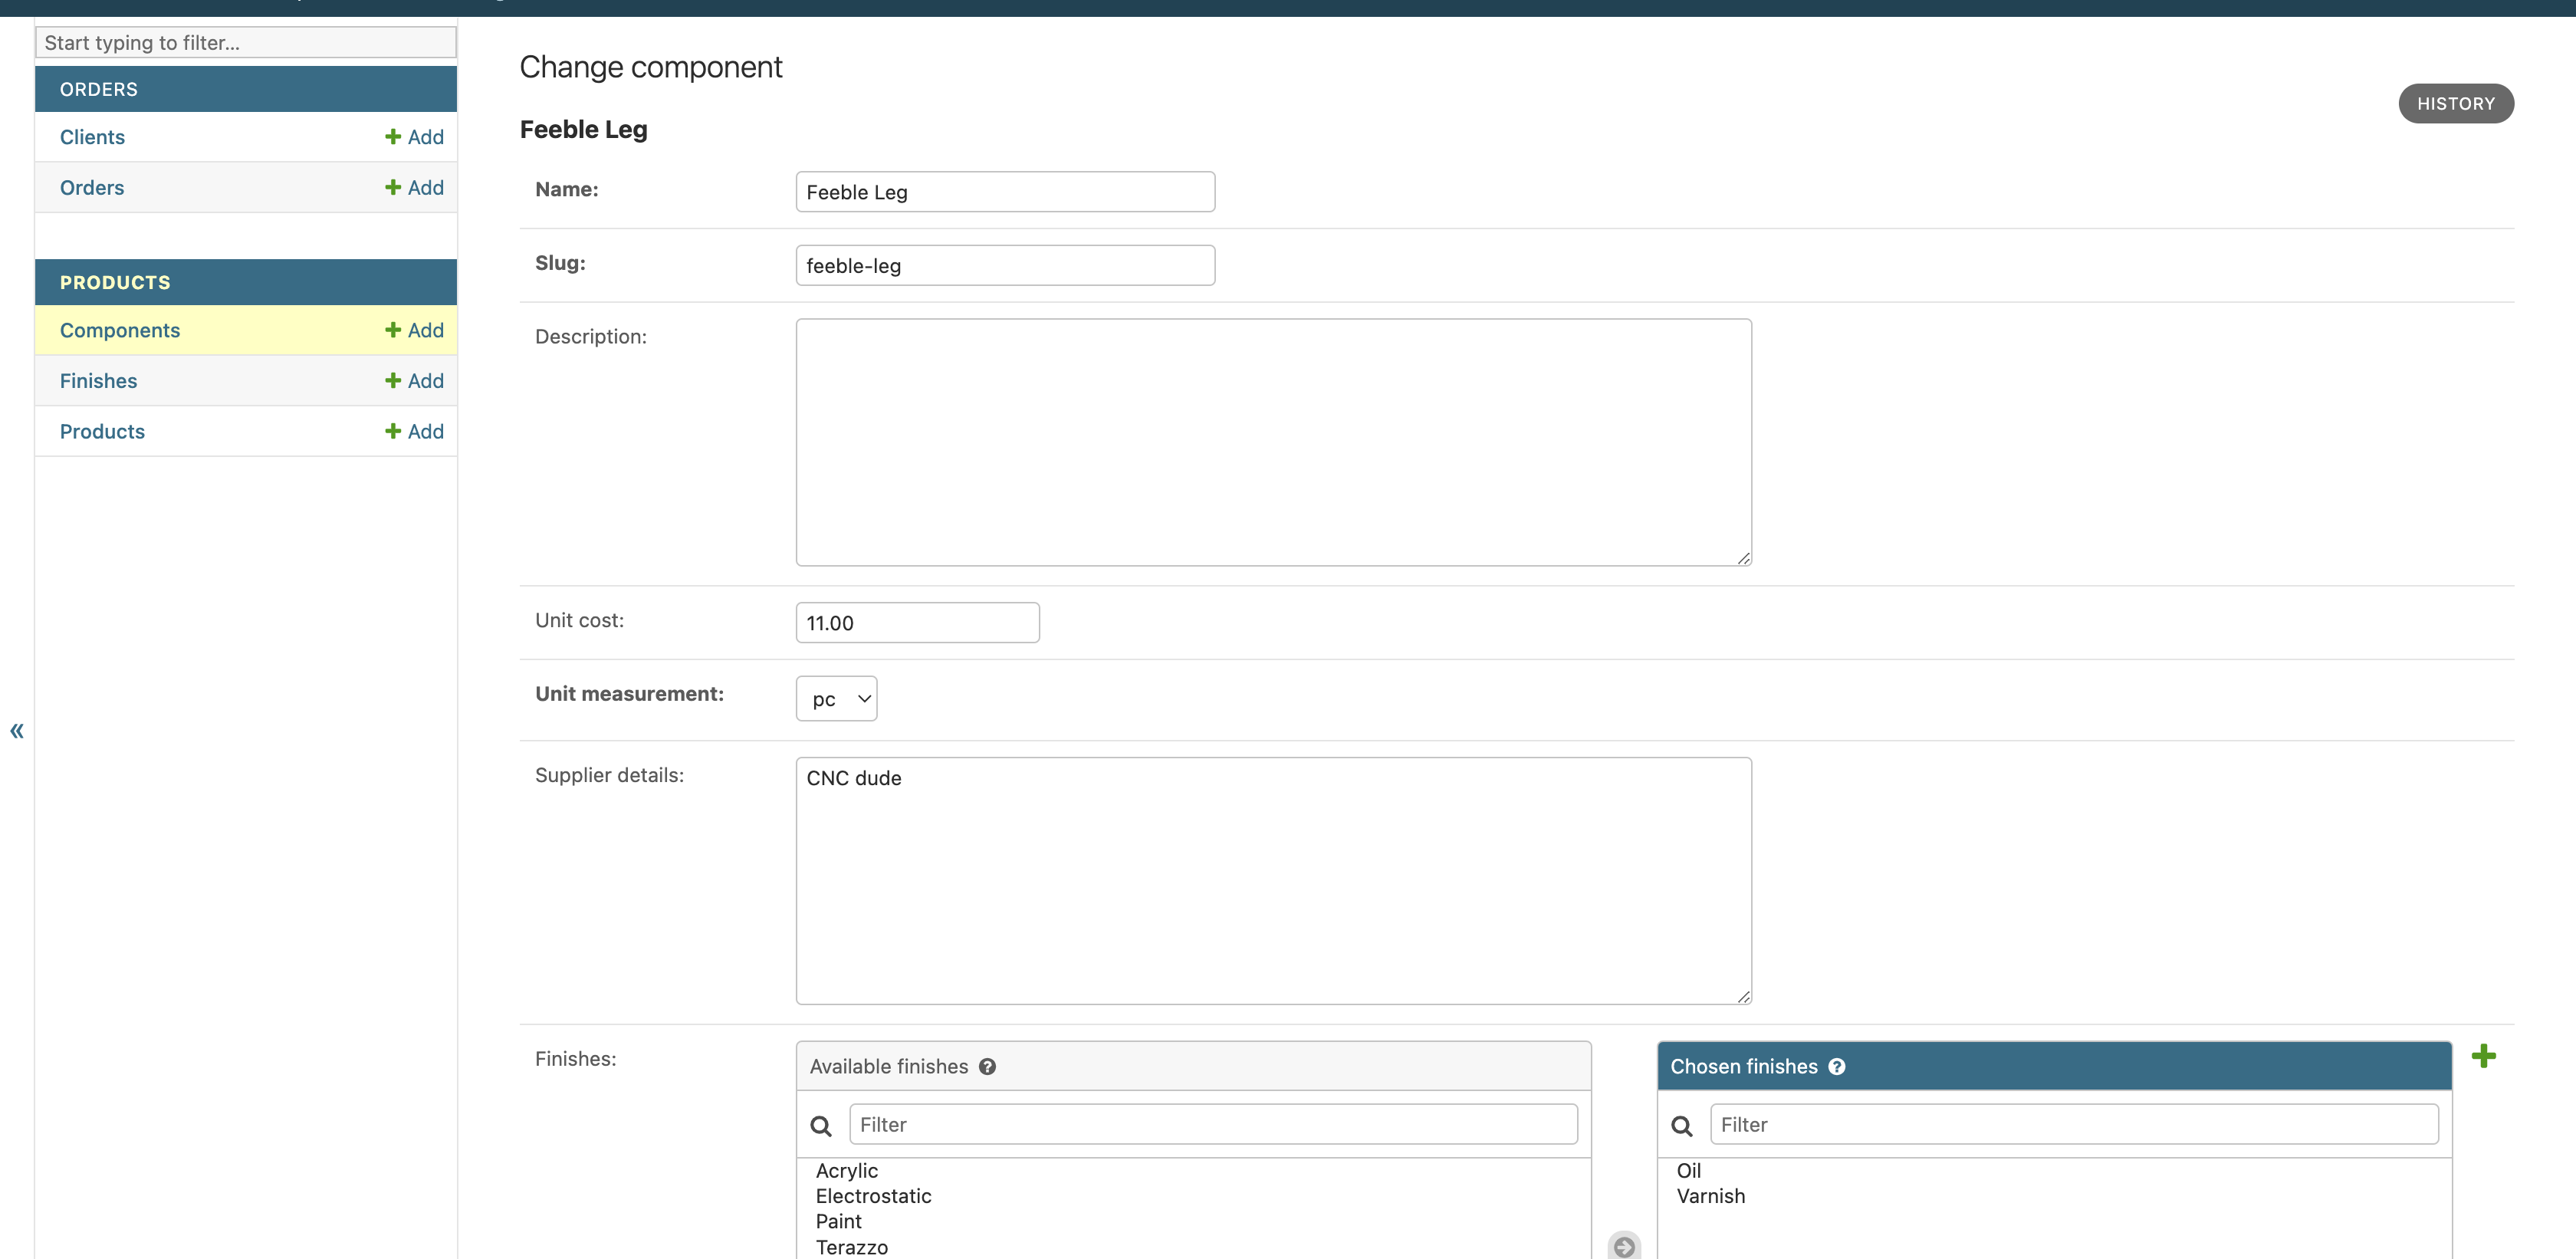 Start typing to filter...
ORDERS
Clients
Add
Orders
Add
PRODUCTS
Components
Add
Finishes
Add
Products
Add
«
Change component
HISTORY
Feeble Leg
Name:
Feeble Leg
Slug:
feeble-leg
Description:
Unit cost:
11.00
Unit measurement:
pc
Supplier details:
CNC dude
Finishes:
Available finishes
Filter
Acrylic
Electrostatic
Paint
Terazzo
Chosen finishes
Filter
Oil
Varnish